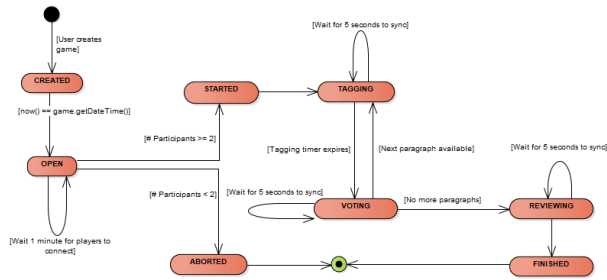 [User creates
game]
CREATED
[now() == game.getDateTime()]
OPEN
[Wait 1 minute for players to
connect]
[# Participants >= 2]
[# Participants < 2]
STARTED
ABORTED
[Wait for 5 seconds to sync]
TAGGING
[Tagging timer expires]
[Next paragraph available]
[Wait for 5 seconds to sync]
VOTING
[No more paragraphs]
[Wait for 5 seconds to sync]
REVIEWING
FINISHED